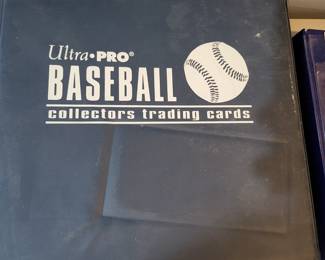 Ultra•PRO®
BASEBALL
collectors trading cards